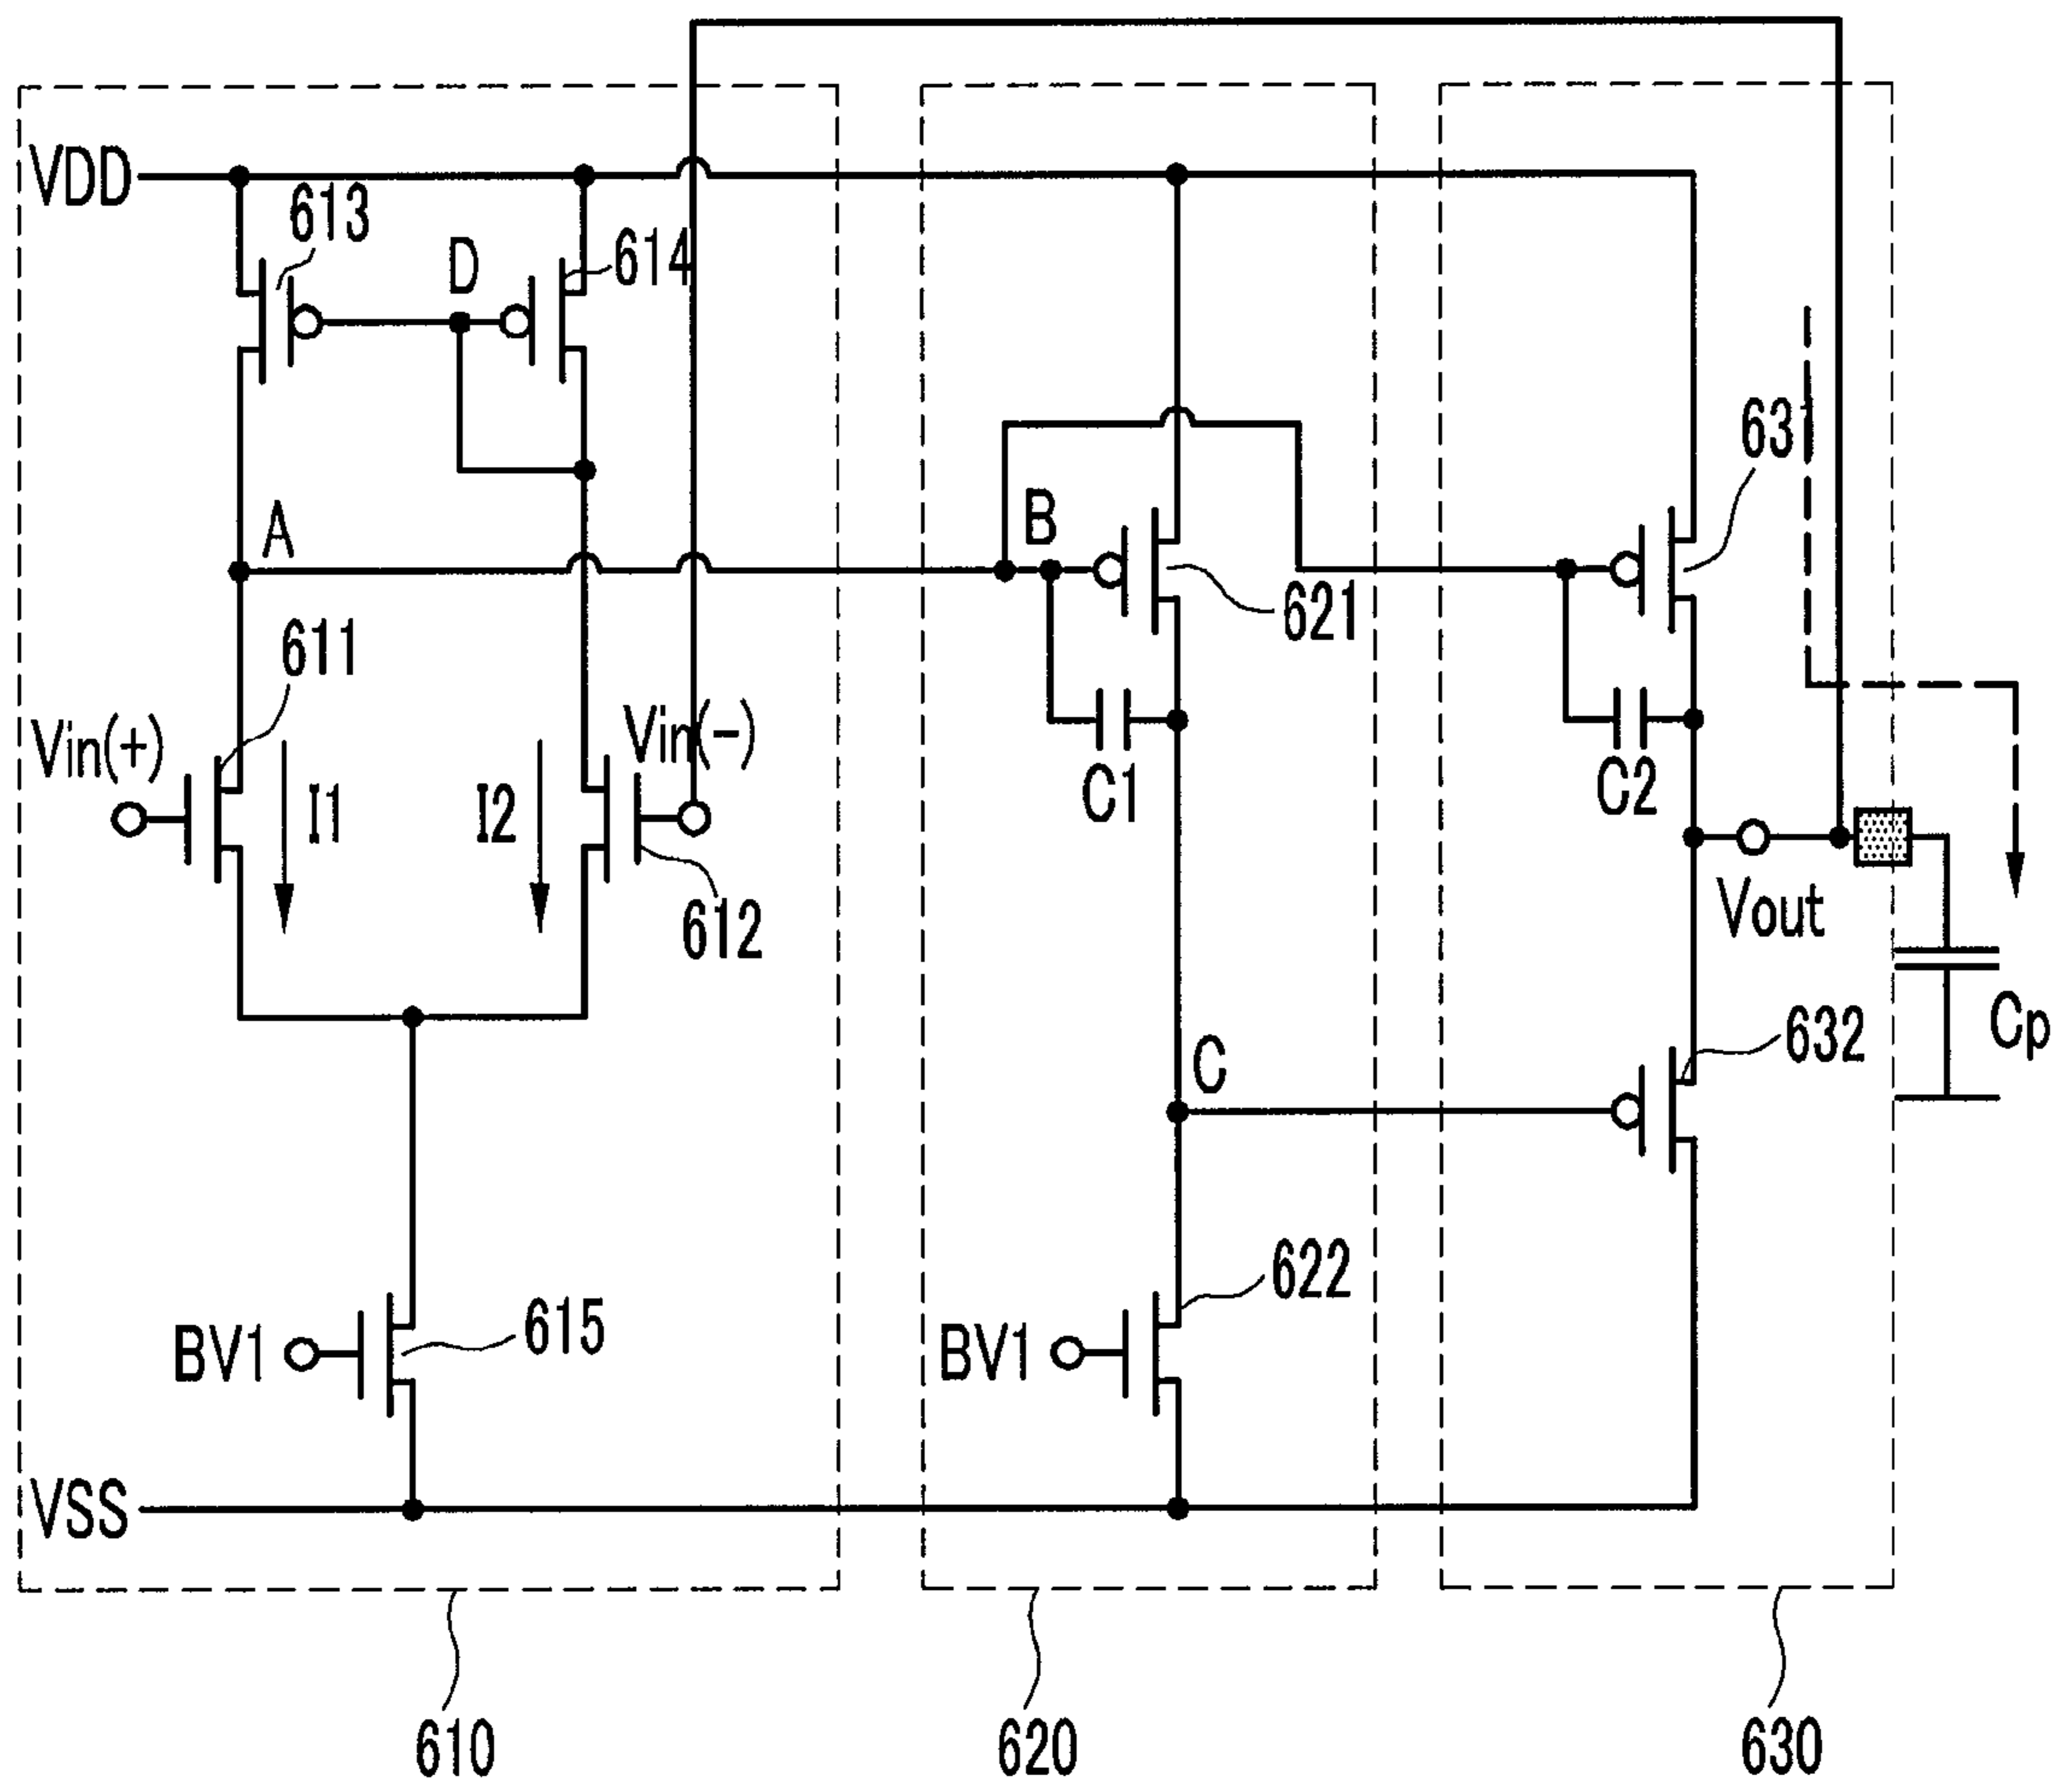 VDD
613
D
614
631
A
B
621
611
Vin(+)
Vin(-)
I1
I2
C1
C2
612
Vout
Cp
C
632
622
BV1
615
BV1
VSS
610
620
630